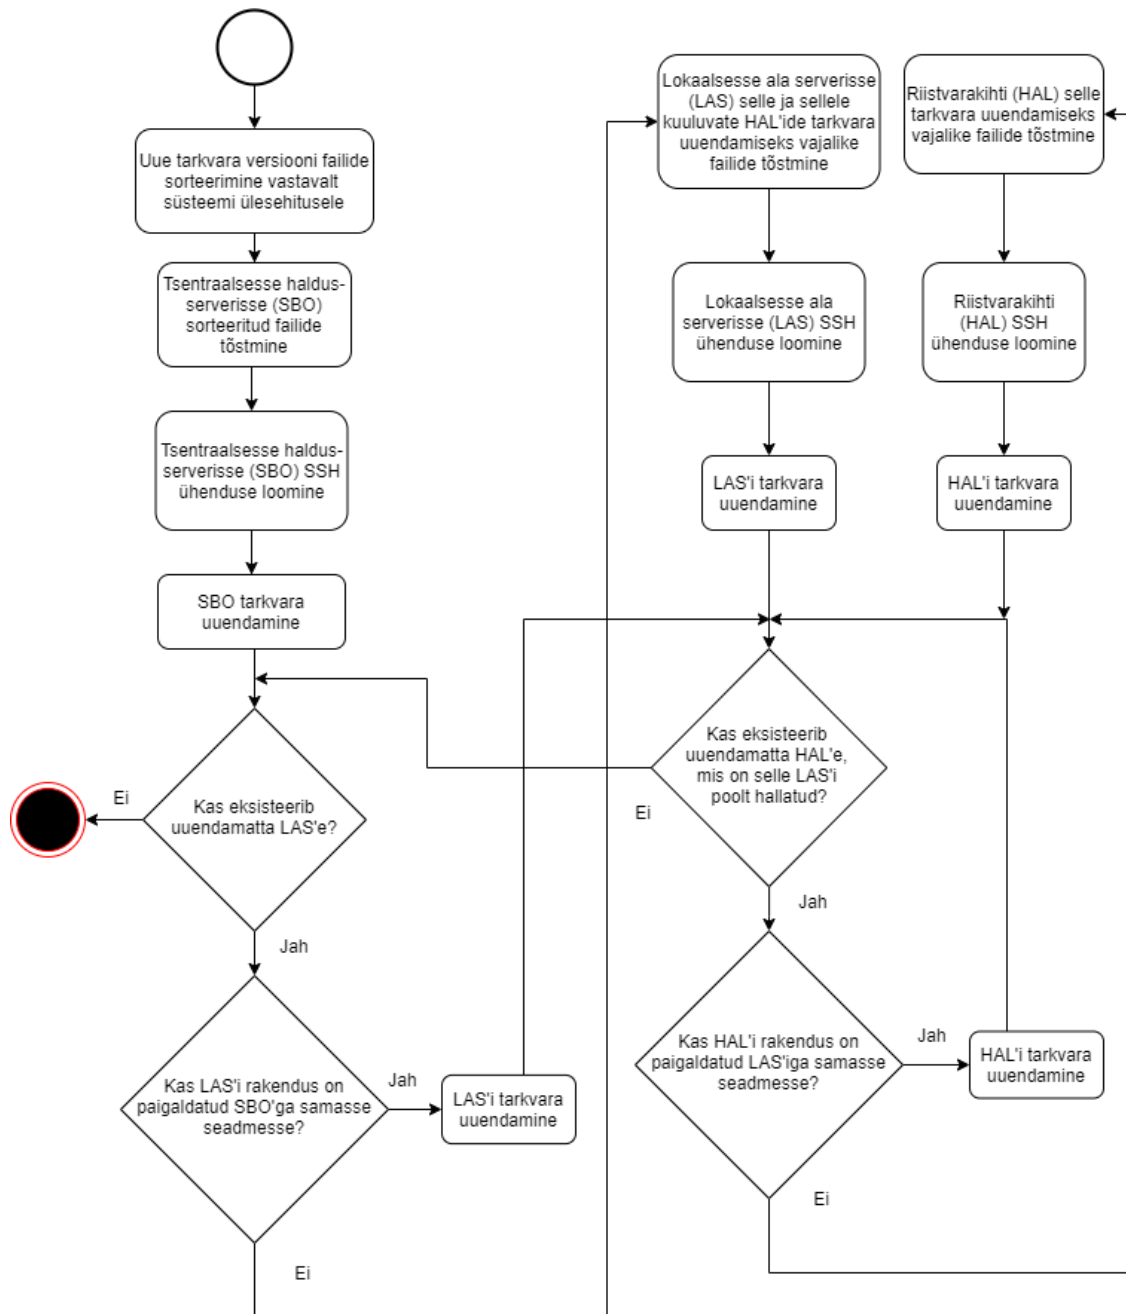 Uue tarkvara versiooni failide
sorteerimine vastavalt
süsteemi ülesehitusele
Tsentraalsesse haldus-
serverisse (SBO)
sorteeritud failide
tõstmine
Tsentraalsesse haldus-
serverisse (SBO) SSH
ühenduse loomine
SBO tarkvara
uuendamine
Kas eksisteerib
uuendamatta LAS'e?
Ei
Jah
Kas LAS'i rakendus on
paigaldatud SBO'ga samasse
seadmesse?
Jah
LAS'i tarkvara
uuendamine
Ei
Lokaalsesse ala serverisse
(LAS) selle ja sellele
kuuluvate HAL'ide tarkvara
uuendamiseks vajalike
failide tõstmine
Lokaalsesse ala
serverisse (LAS) SSH
ühenduse loomine
LAS'i tarkvara
uuendamine
Kas eksisteerib
uuendamatta HAL'e,
mis on selle LAS'i
poolt hallatud?
Ei
Jah
Kas HAL'i rakendus on
paigaldatud LAS'iga samasse
seadmesse?
Jah
HAL'i tarkvara
uuendamine
Ei
Riistvarakihti (HAL) selle
tarkvara uuendamiseks
vajalike failide tõstmine
Riistvarakihti
(HAL) SSH
ühenduse loomine
HAL'i tarkvara
uuendamine